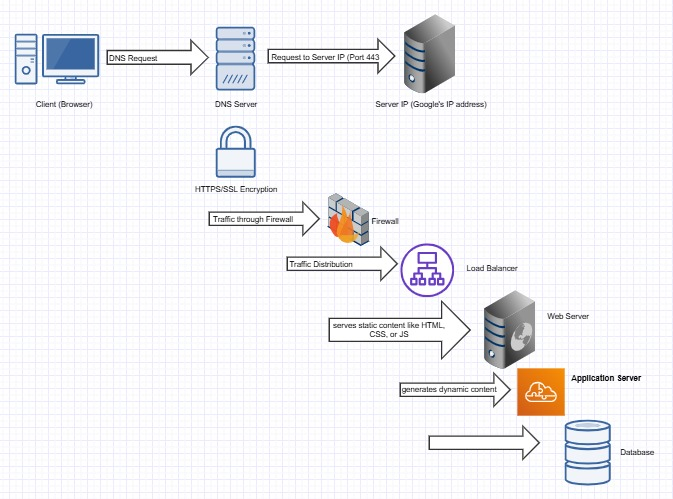 DNS Request
Request to Server IP (Port 443
Client (Browser)
DNS Server
Server IP (Google's IP address)
HTTPS/SSL Encryption
Traffic through Firewall
Firewall
Traffic Distribution
Load Balancer
serves static content like HTML,
CSS, or JS
Web Server
generates dynamic content
Application Server
Database